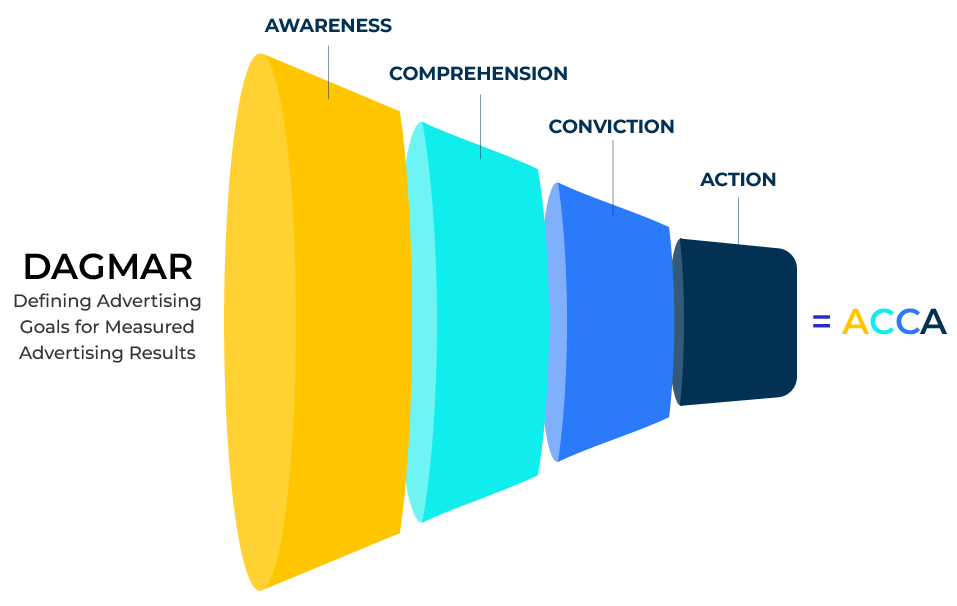 AWARENESS
COMPREHENSION
CONVICTION
ACTION
DAGMAR
Defining Advertising
Goals for Measured
Advertising Results
= ACCA